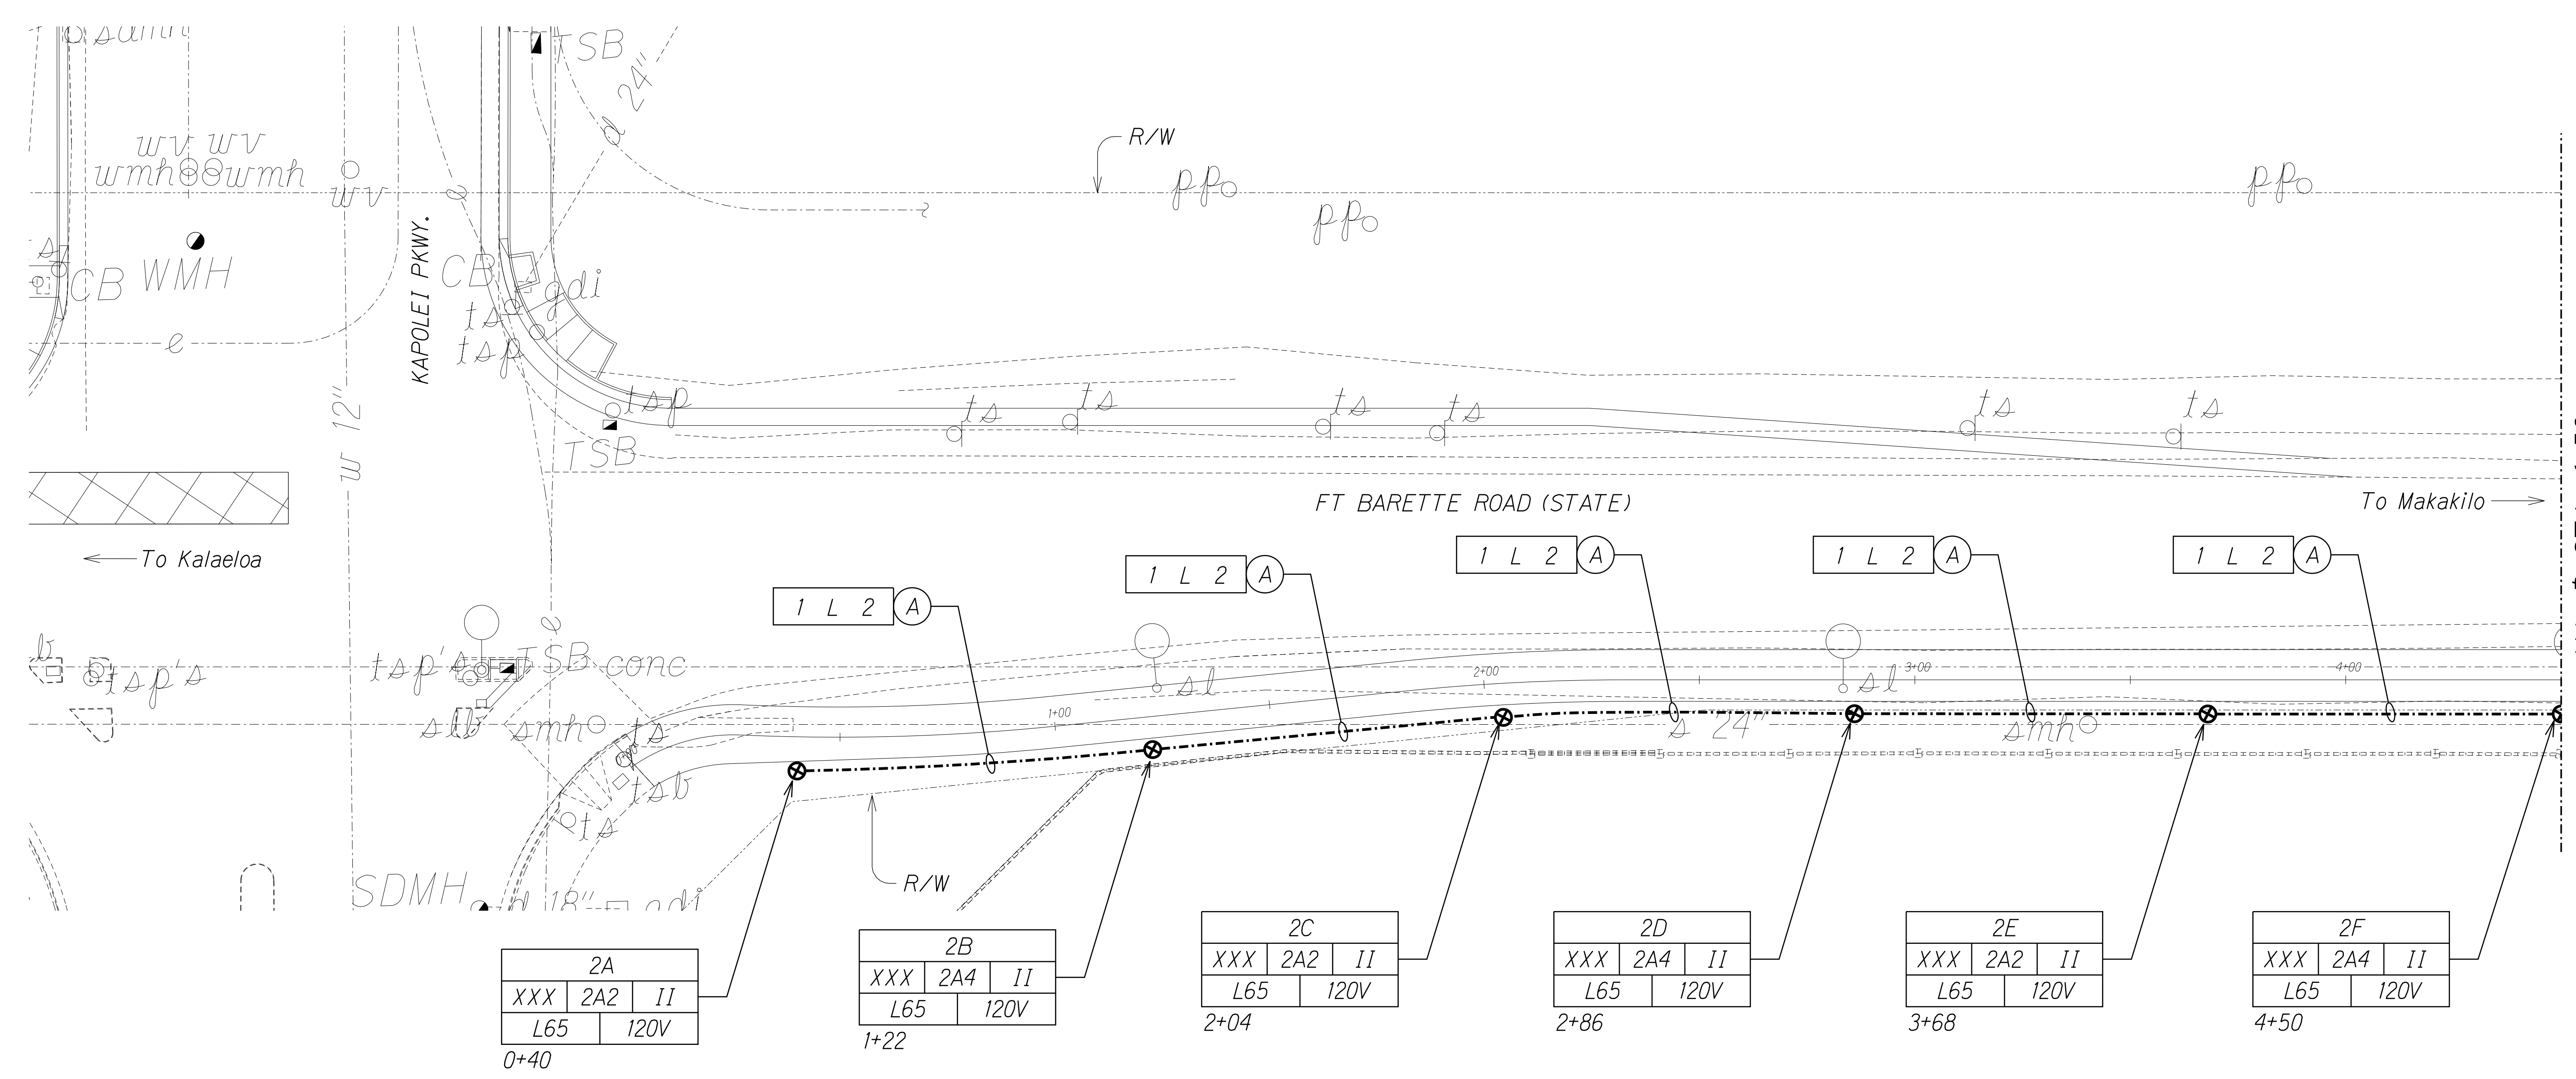 sdmh
TSB
d 24"
wv wv
wmh
wmh
wv
e
R/W
pp
pp
pp
s
CB
WMH
KAPOLEI PKWY.
CB
gdi
ts
tsp
e
w 12"
tsp
TSB
ts
ts
ts
ts
ts
ts
FT BARETTE ROAD (STATE)
To Makakilo
To Kalaeloa
1 L 2 A
1 L 2 A
1 L 2 A
1 L 2 A
1 L 2 A
e
b
tsp's
tsp's
TSB conc
slb
smh
ts
tsb
ts
sl
sl
1+00
2+00
3+00
4+00
s 24"
smh
R/W
SDMH
d 18"
gdi
2A
XXX 2A2 II
L65 120V
0+40
2B
XXX 2A4 II
L65 120V
1+22
2C
XXX 2A2 II
L65 120V
2+04
2D
XXX 2A4 II
L65 120V
2+86
2E
XXX 2A2 II
L65 120V
3+68
2F
XXX 2A4 II
L65 120V
4+50